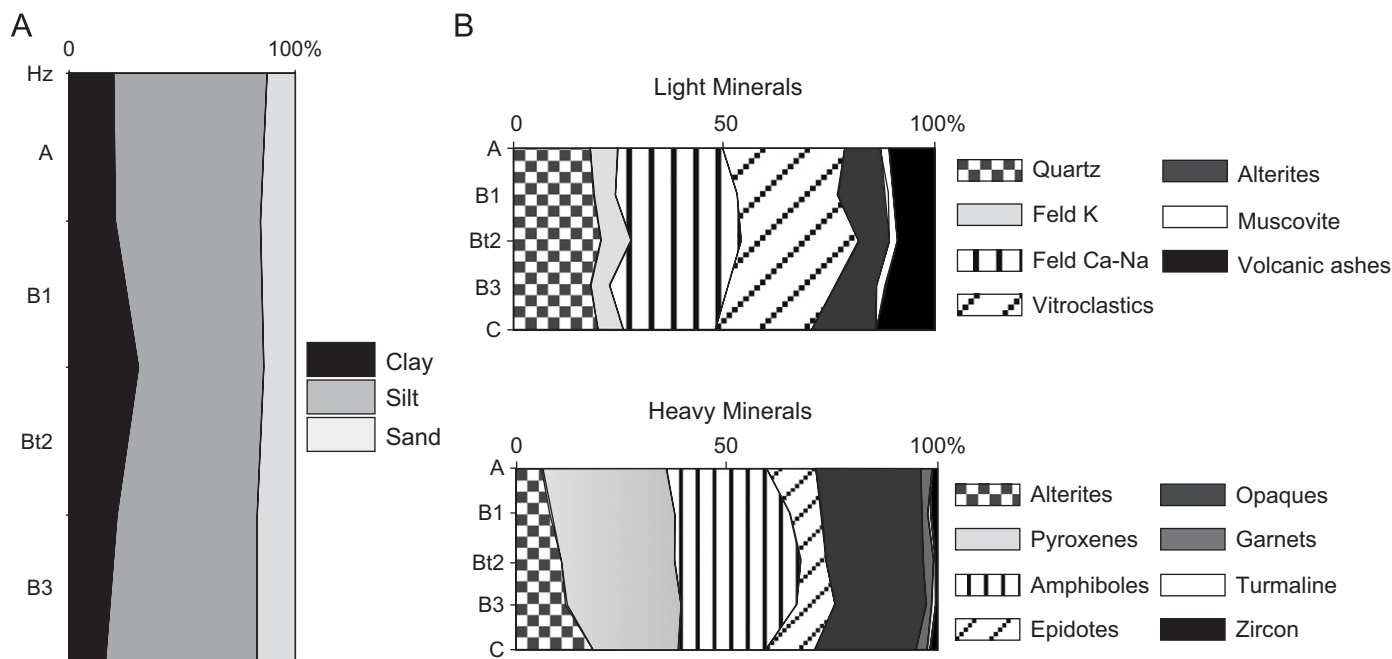 A
0 100%
Hz
A
B1
Bt2
B3
Clay
Silt
Sand
B
Light Minerals
0 50 100%
A
B1
Bt2
B3
C
Quartz
Feld K
Feld Ca-Na
Vitroclastics
Alterites
Muscovite
Volcanic ashes
Heavy Minerals
0 50 100%
A
B1
Bt2
B3
C
Alterites
Pyroxenes
Amphiboles
Epidotes
Opaques
Garnets
Turmaline
Zircon